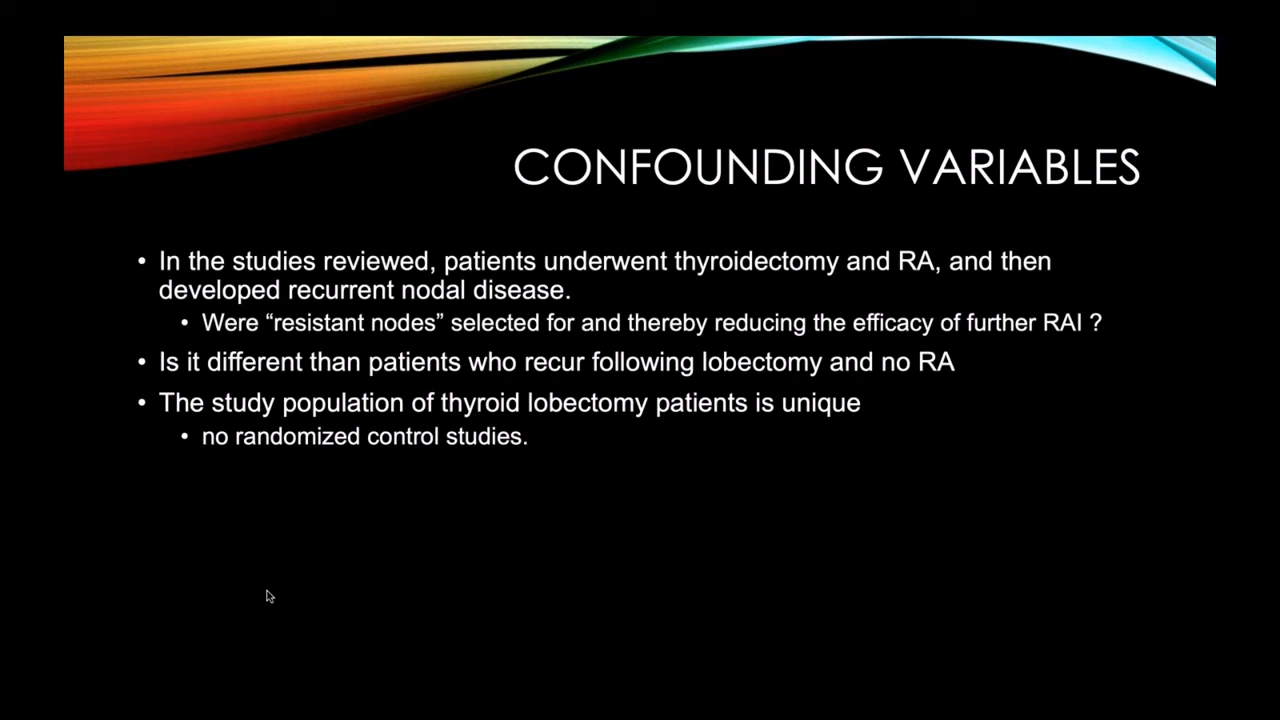 CONFOUNDING VARIABLES
• In the studies reviewed, patients underwent thyroidectomy and RA, and then
developed recurrent nodal disease.
• Were “resistant nodes” selected for and thereby reducing the efficacy of further RAI ?
• Is it different than patients who recur following lobectomy and no RA
• The study population of thyroid lobectomy patients is unique
• no randomized control studies.